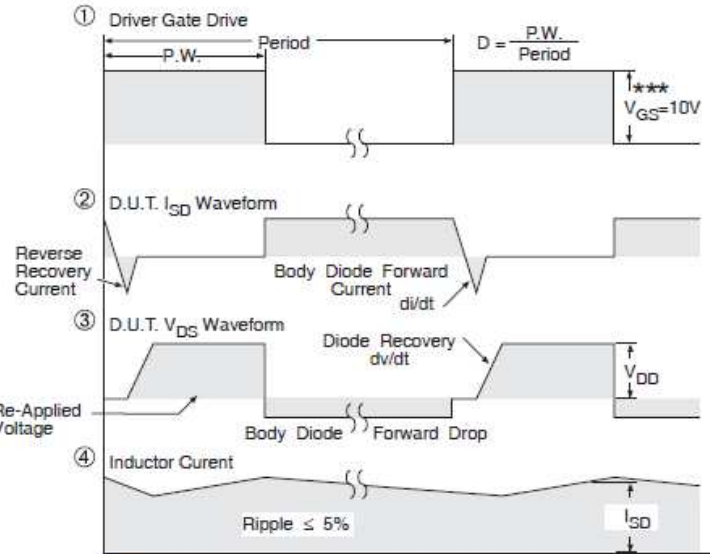 ① Driver Gate Drive
Period
P.W.
D = P.W.
Period
***
VGS=10V
② D.U.T. ISD Waveform
Reverse
Recovery
Current
Body Diode Forward
Current
di/dt
③ D.U.T. VDS Waveform
Diode Recovery
dv/dt
VDD
Re-Applied
Voltage
Body Diode
Forward Drop
④ Inductor Curent
Ripple ≤ 5%
ISD